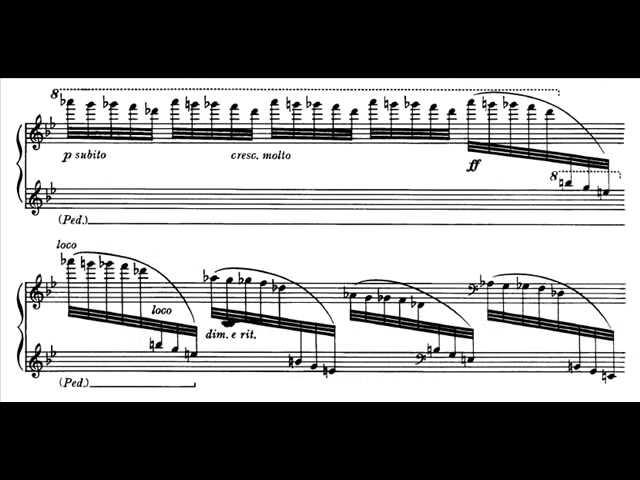 8
p subito cresc. molto ff
8
(Ped.)
loco
loco
dim. e rit.
(Ped.)